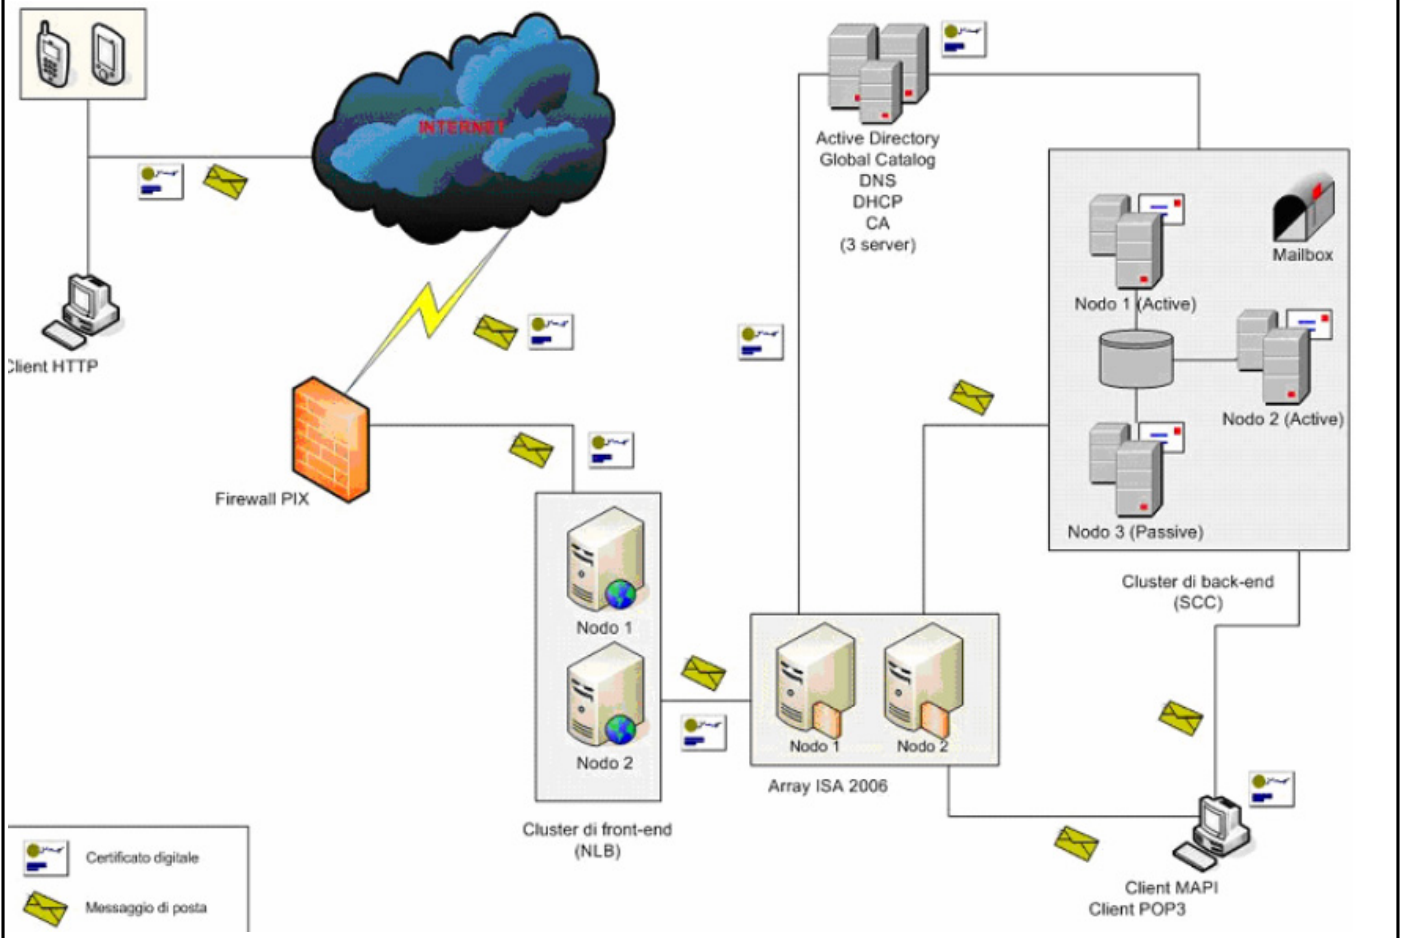 INTERNET
Client HTTP
Firewall PIX
Active Directory
Global Catalog
DNS
DHCP
CA
(3 server)
Mailbox
Nodo 1 (Active)
Nodo 2 (Active)
Nodo 3 (Passive)
Cluster di back-end
(SCC)
Nodo 1
Nodo 2
Cluster di front-end
(NLB)
Nodo 1
Nodo 2
Array ISA 2006
Client MAPI
Client POP3
Certificato digitale
Messaggio di posta